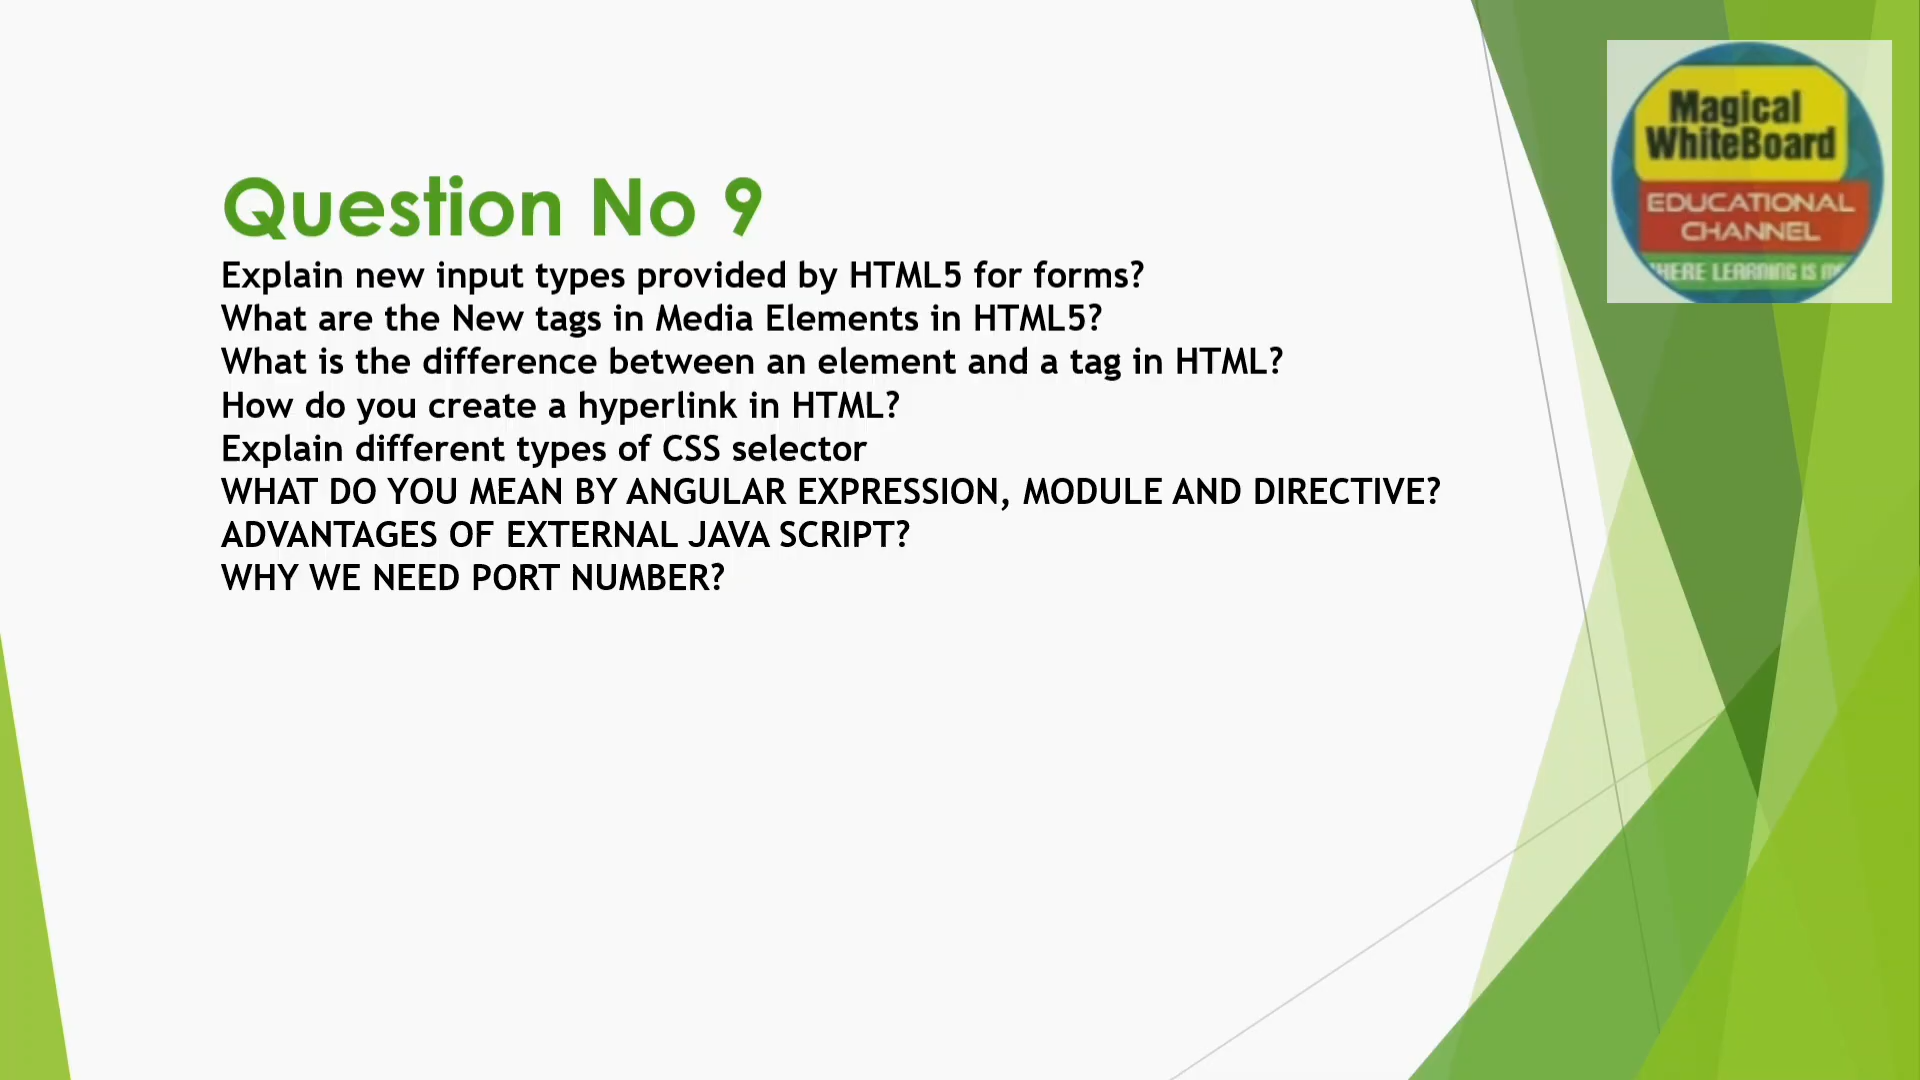 Magical
WhiteBoard
EDUCATIONAL
CHANNEL
HERE LEARNING IS
Question No 9
Explain new input types provided by HTML5 for forms?
What are the New tags in Media Elements in HTML5?
What is the difference between an element and a tag in HTML?
How do you create a hyperlink in HTML?
Explain different types of CSS selector
WHAT DO YOU MEAN BY ANGULAR EXPRESSION, MODULE AND DIRECTIVE?
ADVANTAGES OF EXTERNAL JAVA SCRIPT?
WHY WE NEED PORT NUMBER?